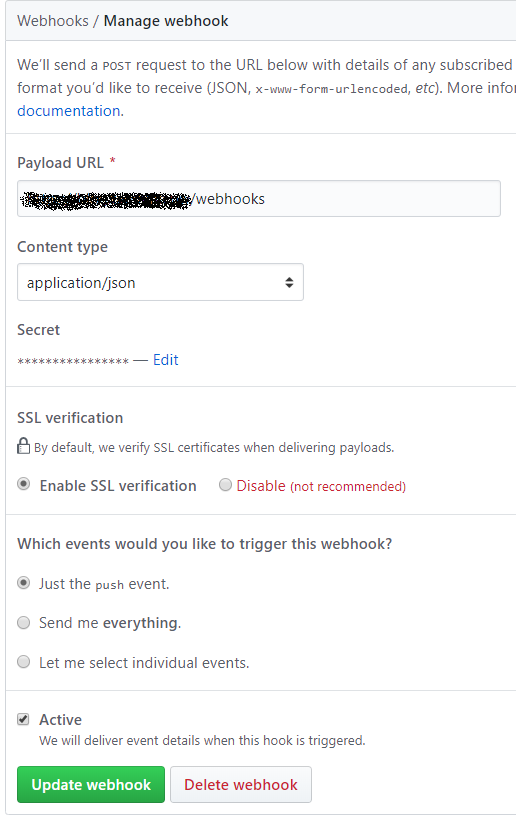 Webhooks / Manage webhook
We’ll send a POST request to the URL below with details of any subscribed
format you’d like to receive (JSON, x-www-form-urlencoded, etc). More infor
documentation.
Payload URL *
/webhooks
Content type
application/json
Secret
**************** — Edit
SSL verification
By default, we verify SSL certificates when delivering payloads.
Enable SSL verification Disable (not recommended)
Which events would you like to trigger this webhook?
Just the push event.
Send me everything.
Let me select individual events.
Active
We will deliver event details when this hook is triggered.
Update webhook Delete webhook